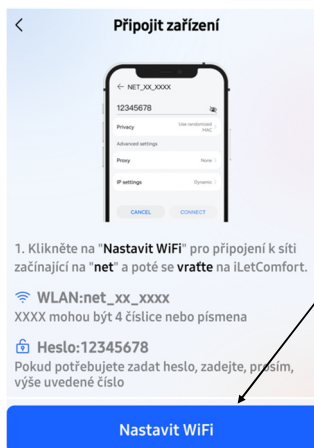 Připojit zařízení
NET_XX_XXXX
12345678
Privacy
Use randomized
MAC
Advanced settings
Proxy
None
IP settings
Dynamic
CANCEL
CONNECT
1. Klikněte na "Nastavit WiFi" pro připojení k síti
začínající na "net" a poté se vraťte na iLetComfort.
WLAN:net_xx_xxxx
XXXX mohou být 4 číslice nebo písmena
Heslo:12345678
Pokud potřebujete zadat heslo, zadejte, prosím,
výše uvedené číslo
Nastavit WiFi